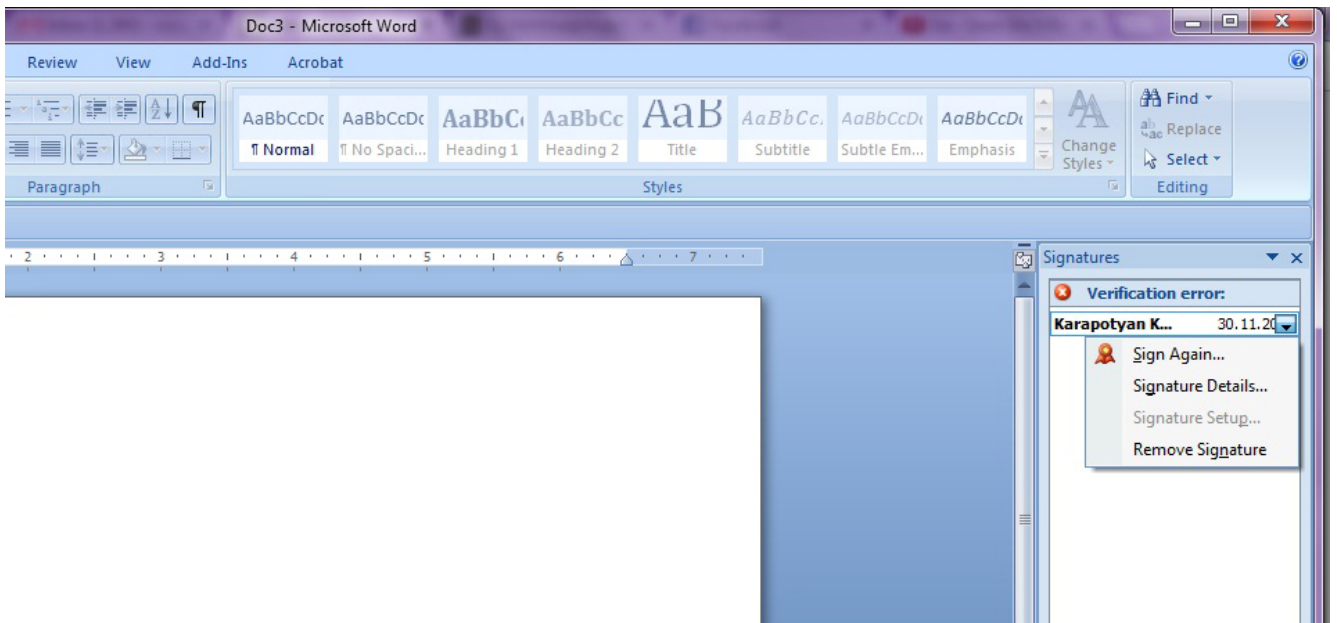 Doc3 - Microsoft Word
Review View Add-Ins Acrobat
AaBbCcDc AaBbCcDc AaBbC AaBbCc AaB AaBbCc. AaBbCcDc AaBbCcDc
¶ Normal ¶ No Spaci... Heading 1 Heading 2 Title Subtitle Subtle Em... Emphasis
Change Styles
Find
Replace
Select
Paragraph Styles Editing
2 3 4 5 6 7
Signatures
Verification error:
Karapotyan K... 30.11.20
Sign Again...
Signature Details...
Signature Setup...
Remove Signature